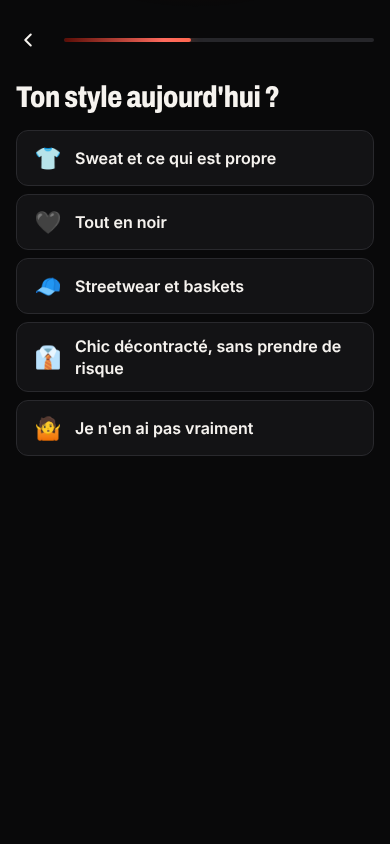 Ton style aujourd'hui ?
Sweat et ce qui est propre
Tout en noir
Streetwear et baskets
Chic décontracté, sans prendre de
risque
Je n'en ai pas vraiment